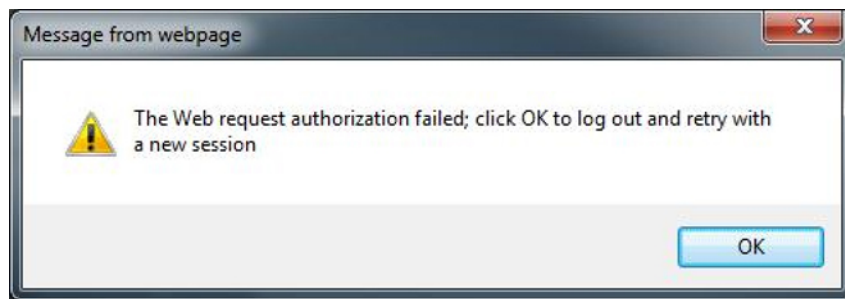 Message from webpage
The Web request authorization failed; click OK to log out and retry with
a new session
OK